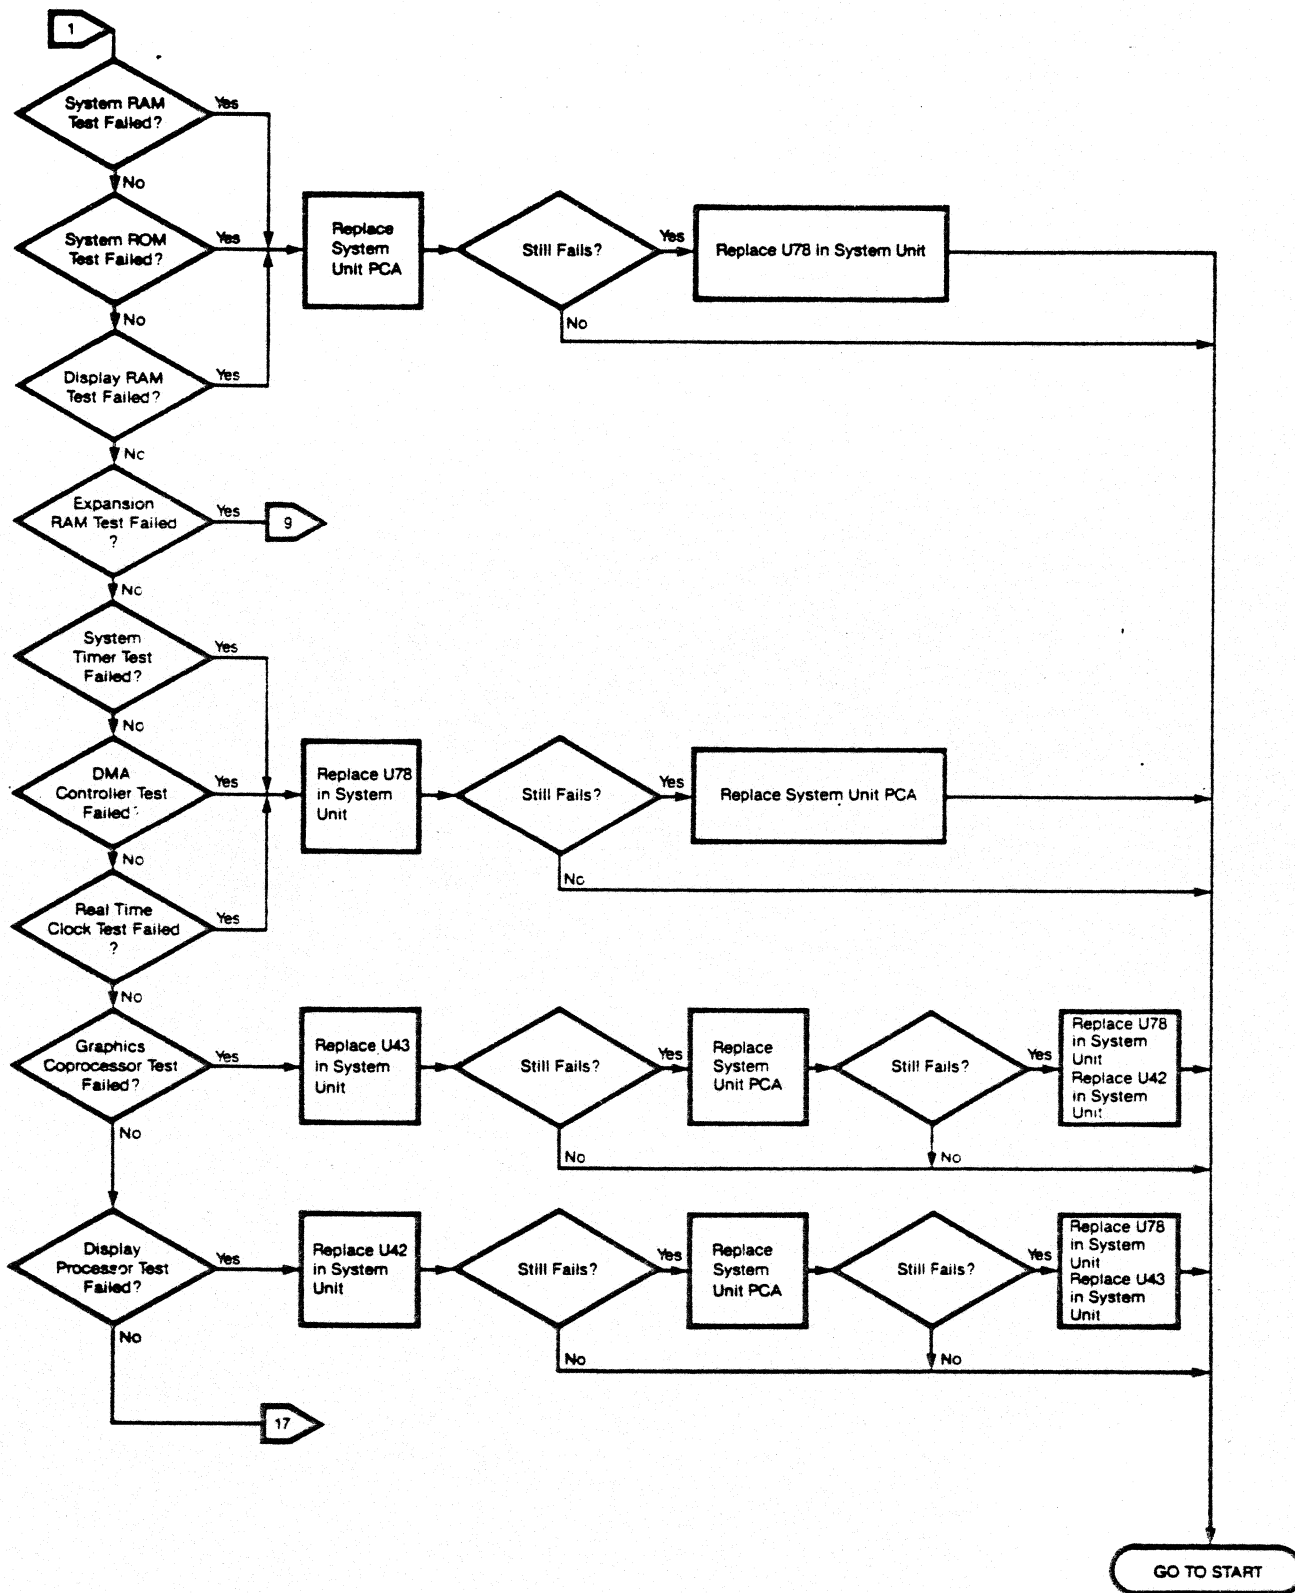 1
System RAM
Test Failed?
Yes
No
System ROM
Test Failed?
Yes
Replace
System
Unit PCA
Still Fails?
Yes
Replace U78 in System Unit
No
No
Display RAM
Test Failed?
Yes
No
Expansion
RAM Test Failed
?
Yes
9
No
System
Timer Test
Failed?
Yes
No
DMA
Controller Test
Failed?
Yes
Replace U78
in System
Unit
Still Fails?
Yes
Replace System Unit PCA
No
No
Real Time
Clock Test Failed
?
Yes
No
Graphics
Coprocessor Test
Failed?
Yes
Replace U43
in System
Unit
Still Fails?
Yes
Replace
System
Unit PCA
Still Fails?
Yes
Replace U78
in System
Unit
Replace U42
in System
Unit
No
No
No
Display
Processor Test
Failed?
Yes
Replace U42
in System
Unit
Still Fails?
Yes
Replace
System
Unit PCA
Still Fails?
Yes
Replace U78
in System
Unit
Replace U43
in System
Unit
No
No
No
17
GO TO START